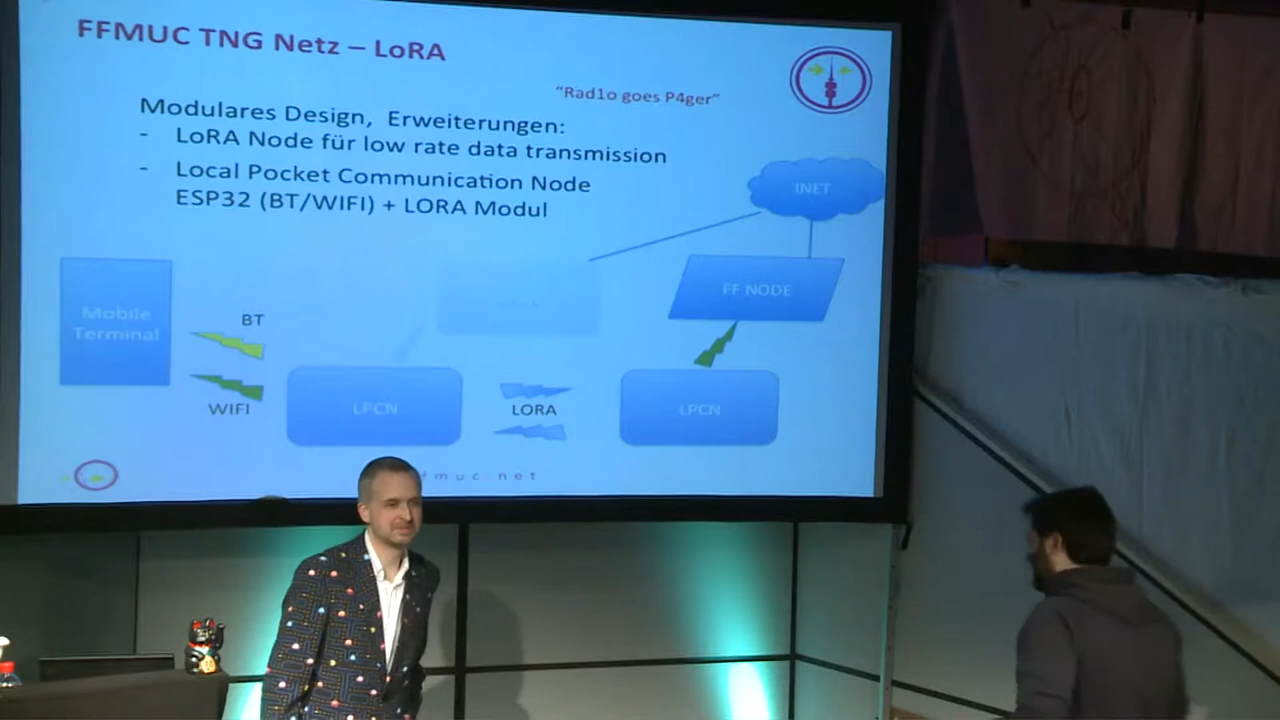 FFMUC TNG Netz – LoRA
"Rad1o goes P4ger"
Modulares Design, Erweiterungen:
- LoRA Node für low rate data transmission
- Local Pocket Communication Node
ESP32 (BT/WIFI) + LORA Modul
INET
FF NODE
Mobile
Terminal
BT
WIFI
LPCN
LORA
LPCN
muc.net